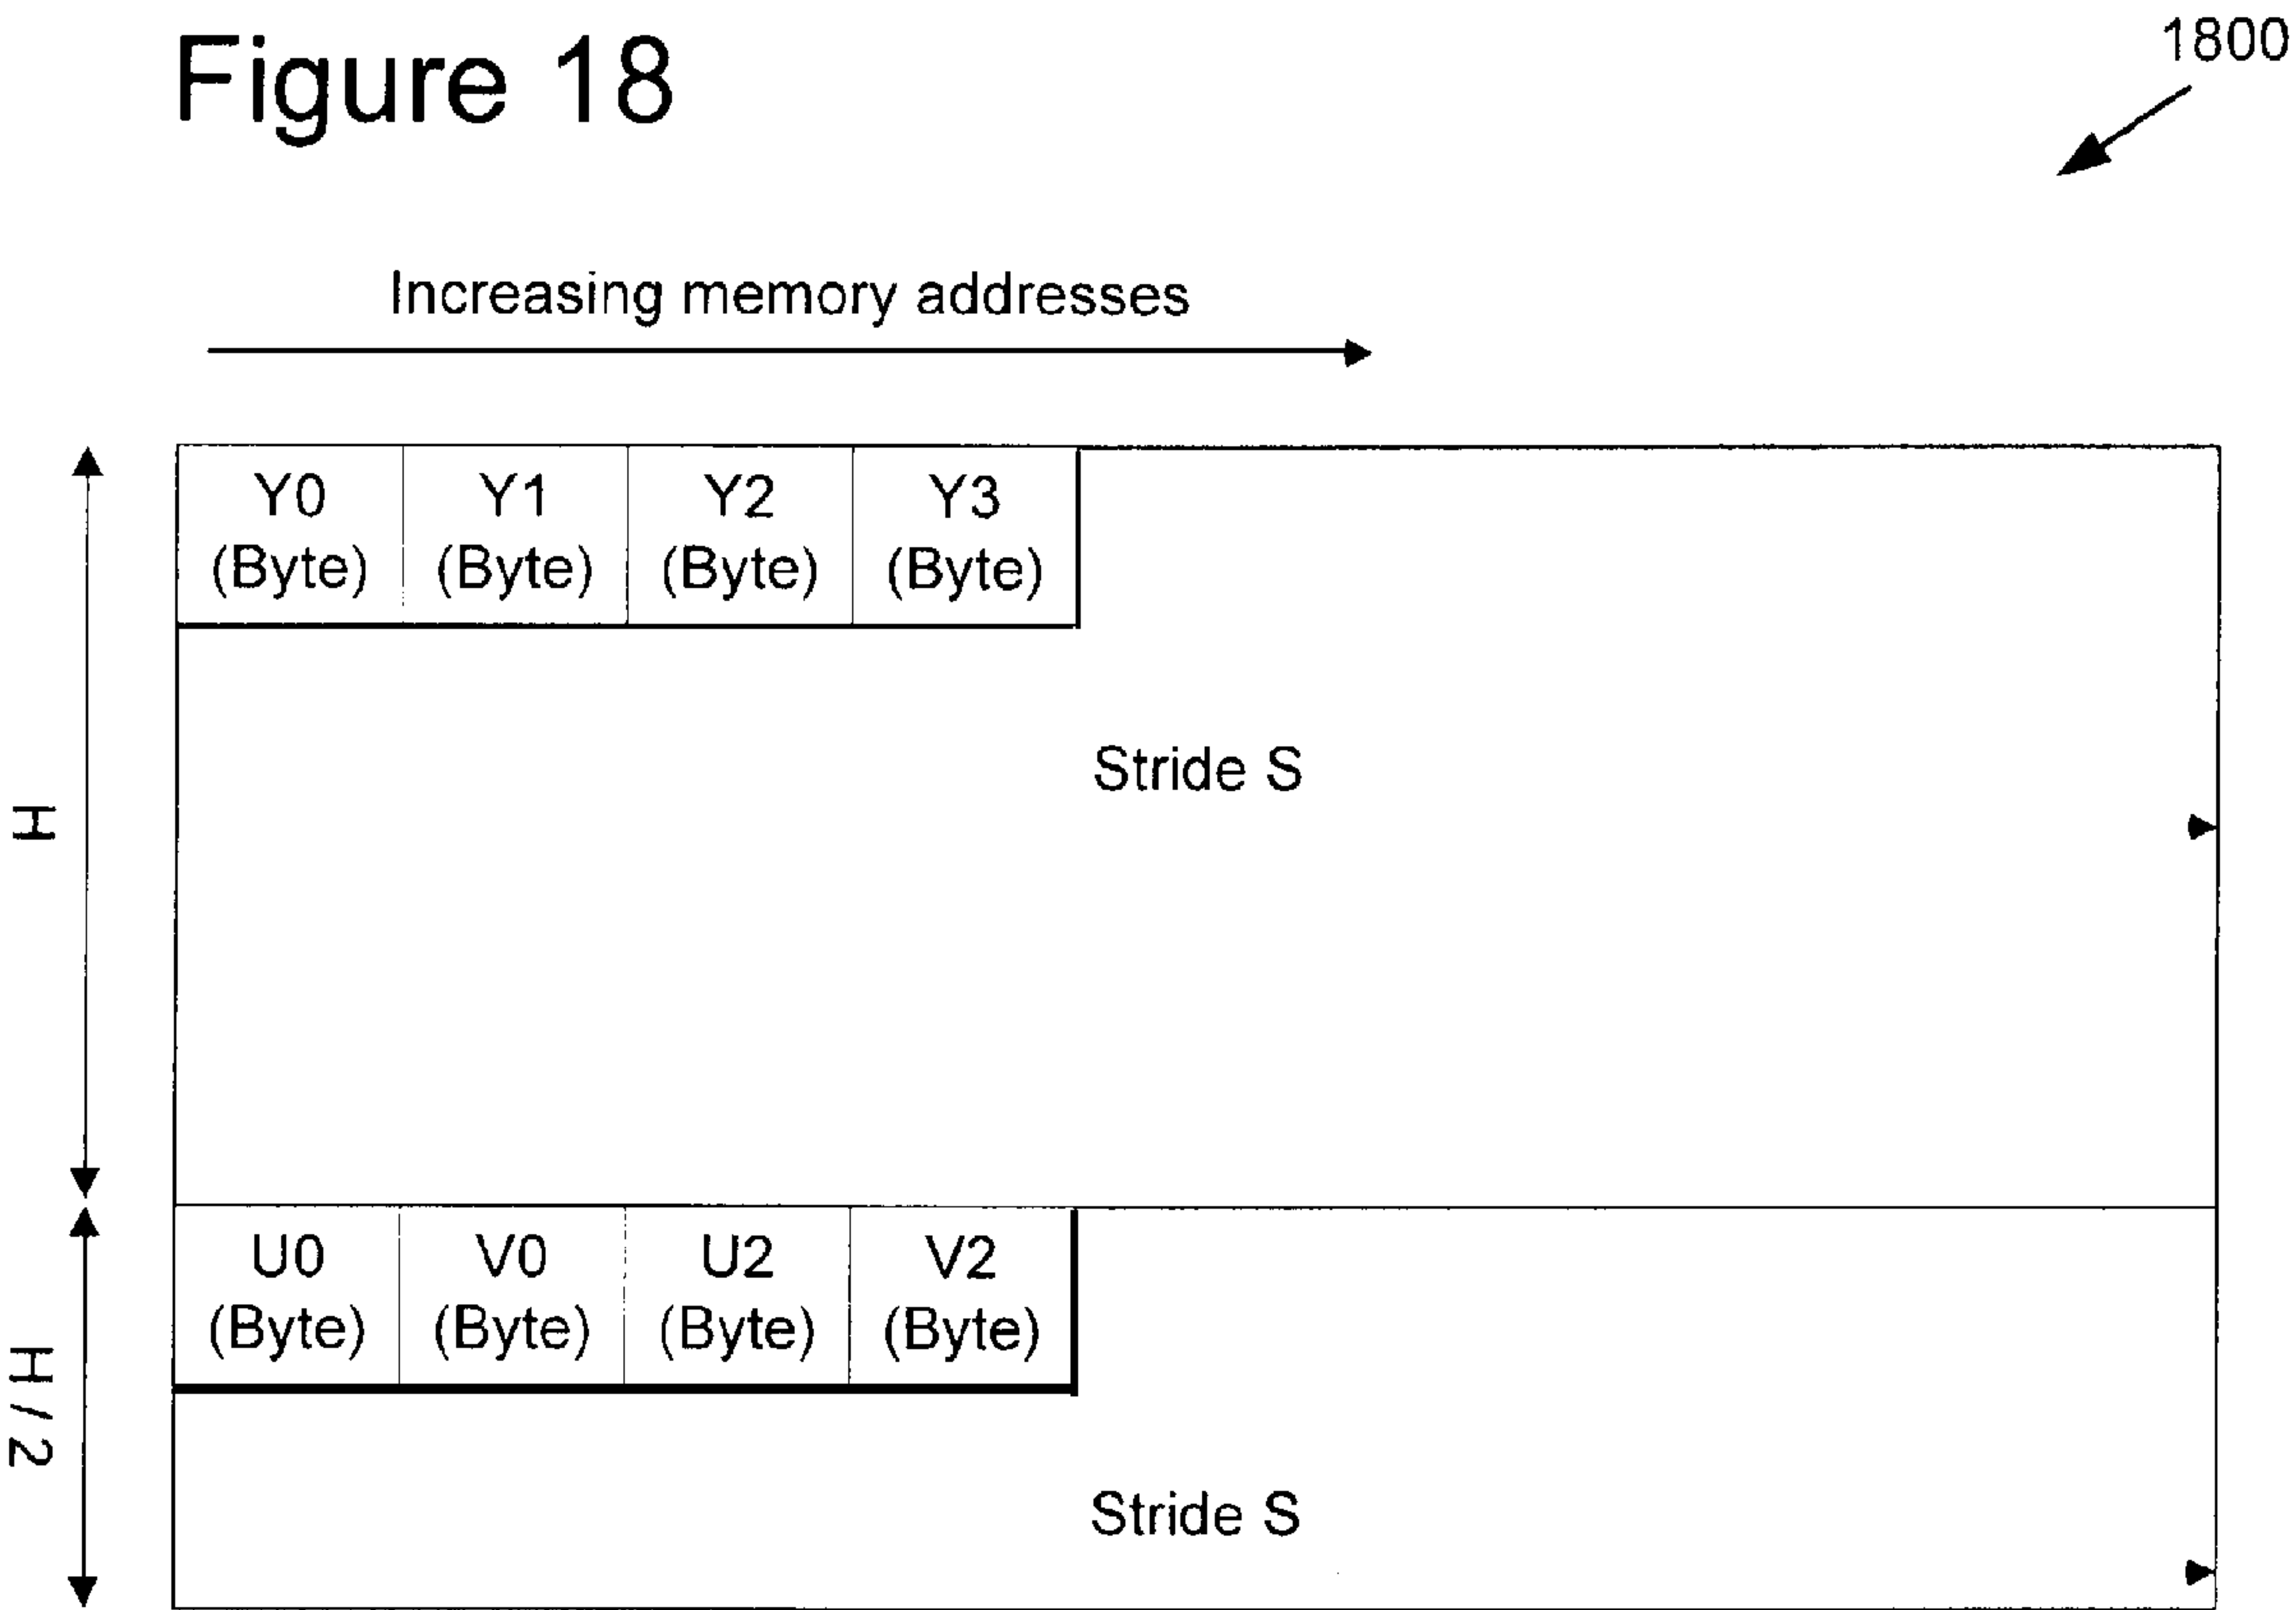 Figure 18
1800
Increasing memory addresses
Y0 Y1 Y2 Y3
(Byte) (Byte) (Byte) (Byte)
Stride S
H
U0 V0 U2 V2
(Byte) (Byte) (Byte) (Byte)
H // 2
Stride S